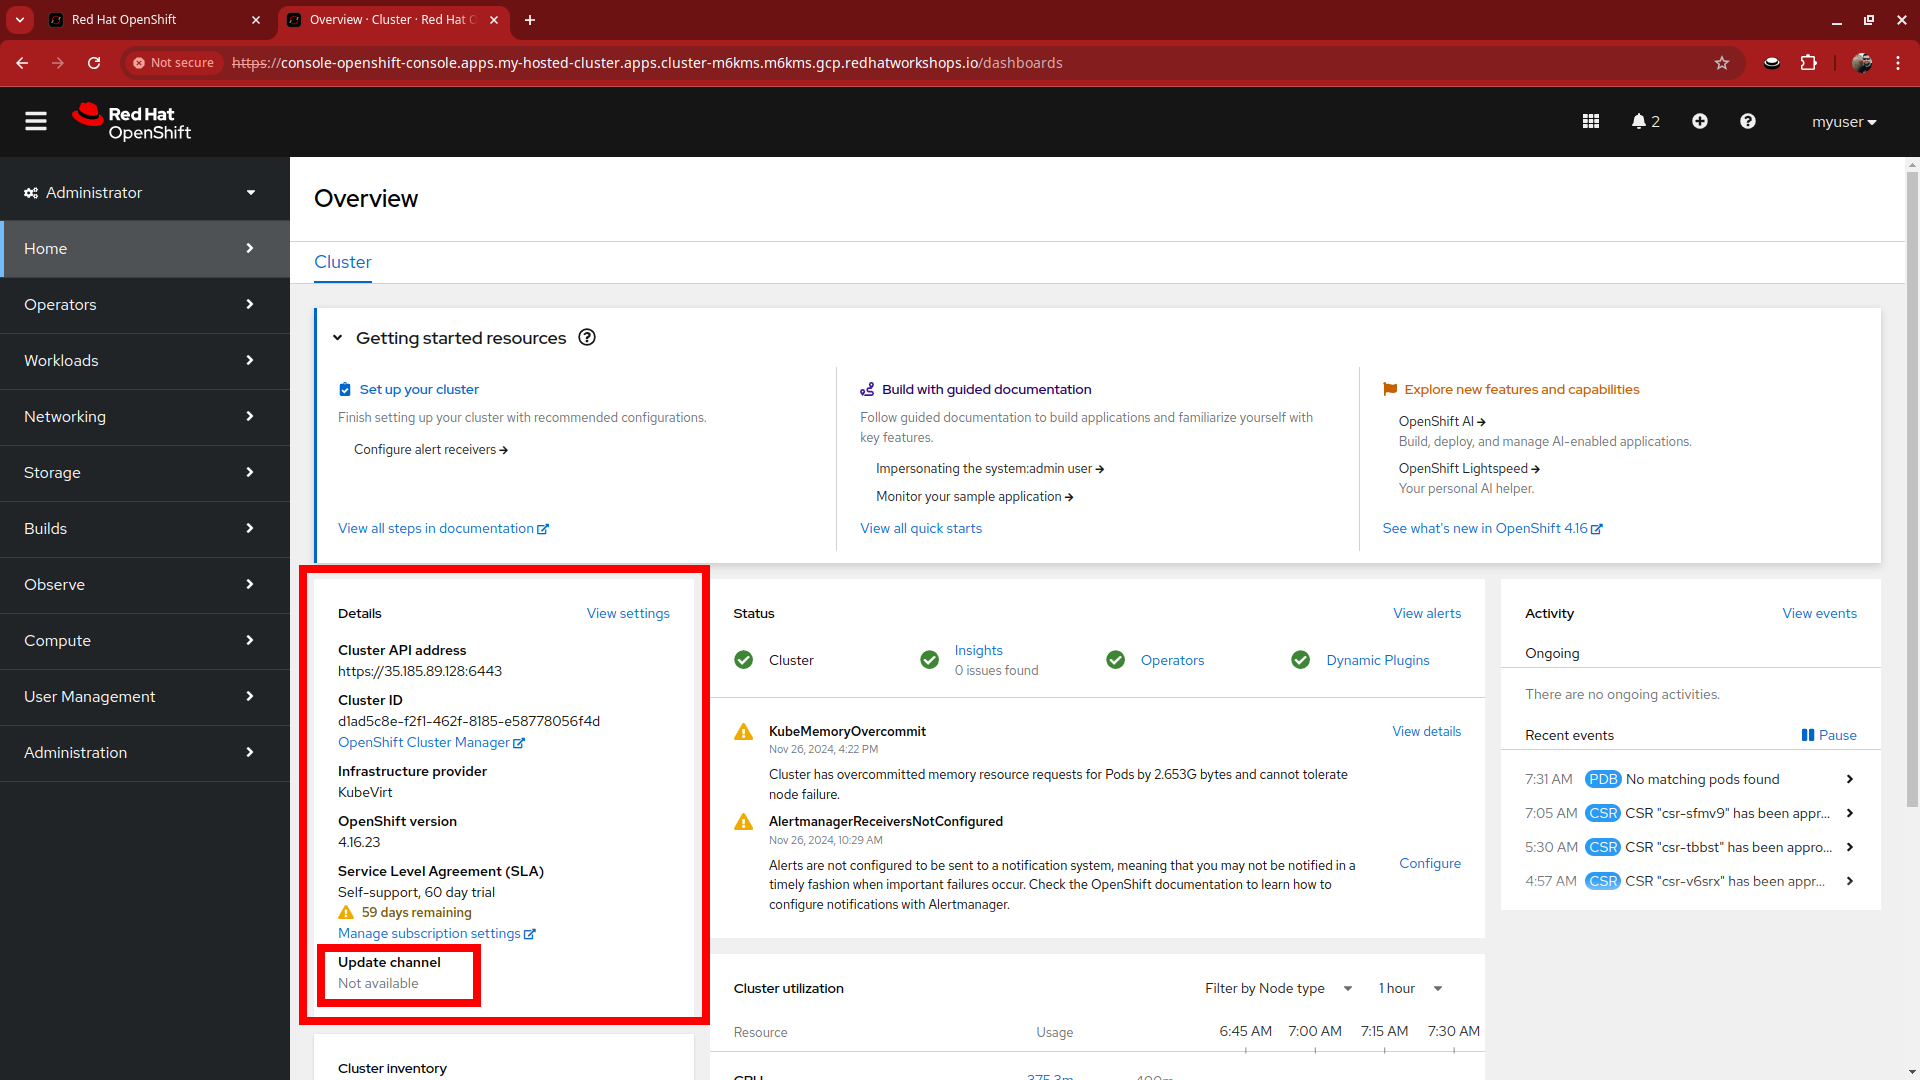 Red Hat OpenShift
Overview · Cluster · Red Hat O
Not secure
https://console-openshift-console.apps.my-hosted-cluster.apps.cluster-m6kms.m6kms.gcp.redhatworkshops.io/dashboards
Red Hat
OpenShift
2
myuser
Administrator
Home
Operators
Workloads
Networking
Storage
Builds
Observe
Compute
User Management
Administration
Overview
Cluster
Getting started resources
Set up your cluster
Finish setting up your cluster with recommended configurations.
Configure alert receivers
View all steps in documentation
Build with guided documentation
Follow guided documentation to build applications and familiarize yourself with
key features.
Impersonating the system:admin user
Monitor your sample application
View all quick starts
Explore new features and capabilities
OpenShift AI
Build, deploy, and manage AI-enabled applications.
OpenShift Lightspeed
Your personal AI helper.
See what's new in OpenShift 4.16
Details
View settings
Cluster API address
https://35.185.89.128:6443
Cluster ID
d1ad5c8e-f2f1-462f-8185-e58778056f4d
OpenShift Cluster Manager
Infrastructure provider
KubeVirt
OpenShift version
4.16.23
Service Level Agreement (SLA)
Self-support, 60 day trial
59 days remaining
Manage subscription settings
Update channel
Not available
Cluster inventory
Status
View alerts
Cluster
Insights
0 issues found
Operators
Dynamic Plugins
KubeMemoryOvercommit
View details
Nov 26, 2024, 4:22 PM
Cluster has overcommitted memory resource requests for Pods by 2.653G bytes and cannot tolerate
node failure.
AlertmanagerReceiversNotConfigured
Nov 26, 2024, 10:29 AM
Alerts are not configured to be sent to a notification system, meaning that you may not be notified in a
timely fashion when important failures occur. Check the OpenShift documentation to learn how to
configure notifications with Alertmanager.
Configure
Cluster utilization
Filter by Node type
1 hour
Resource
Usage
6:45 AM
7:00 AM
7:15 AM
7:30 AM
CPU
375.3m
400m
Activity
View events
Ongoing
There are no ongoing activities.
Recent events
Pause
7:31 AM PDB No matching pods found
7:05 AM CSR CSR "csr-sfmv9" has been appr...
5:30 AM CSR CSR "csr-tbbst" has been appro...
4:57 AM CSR CSR "csr-v6srx" has been appr...